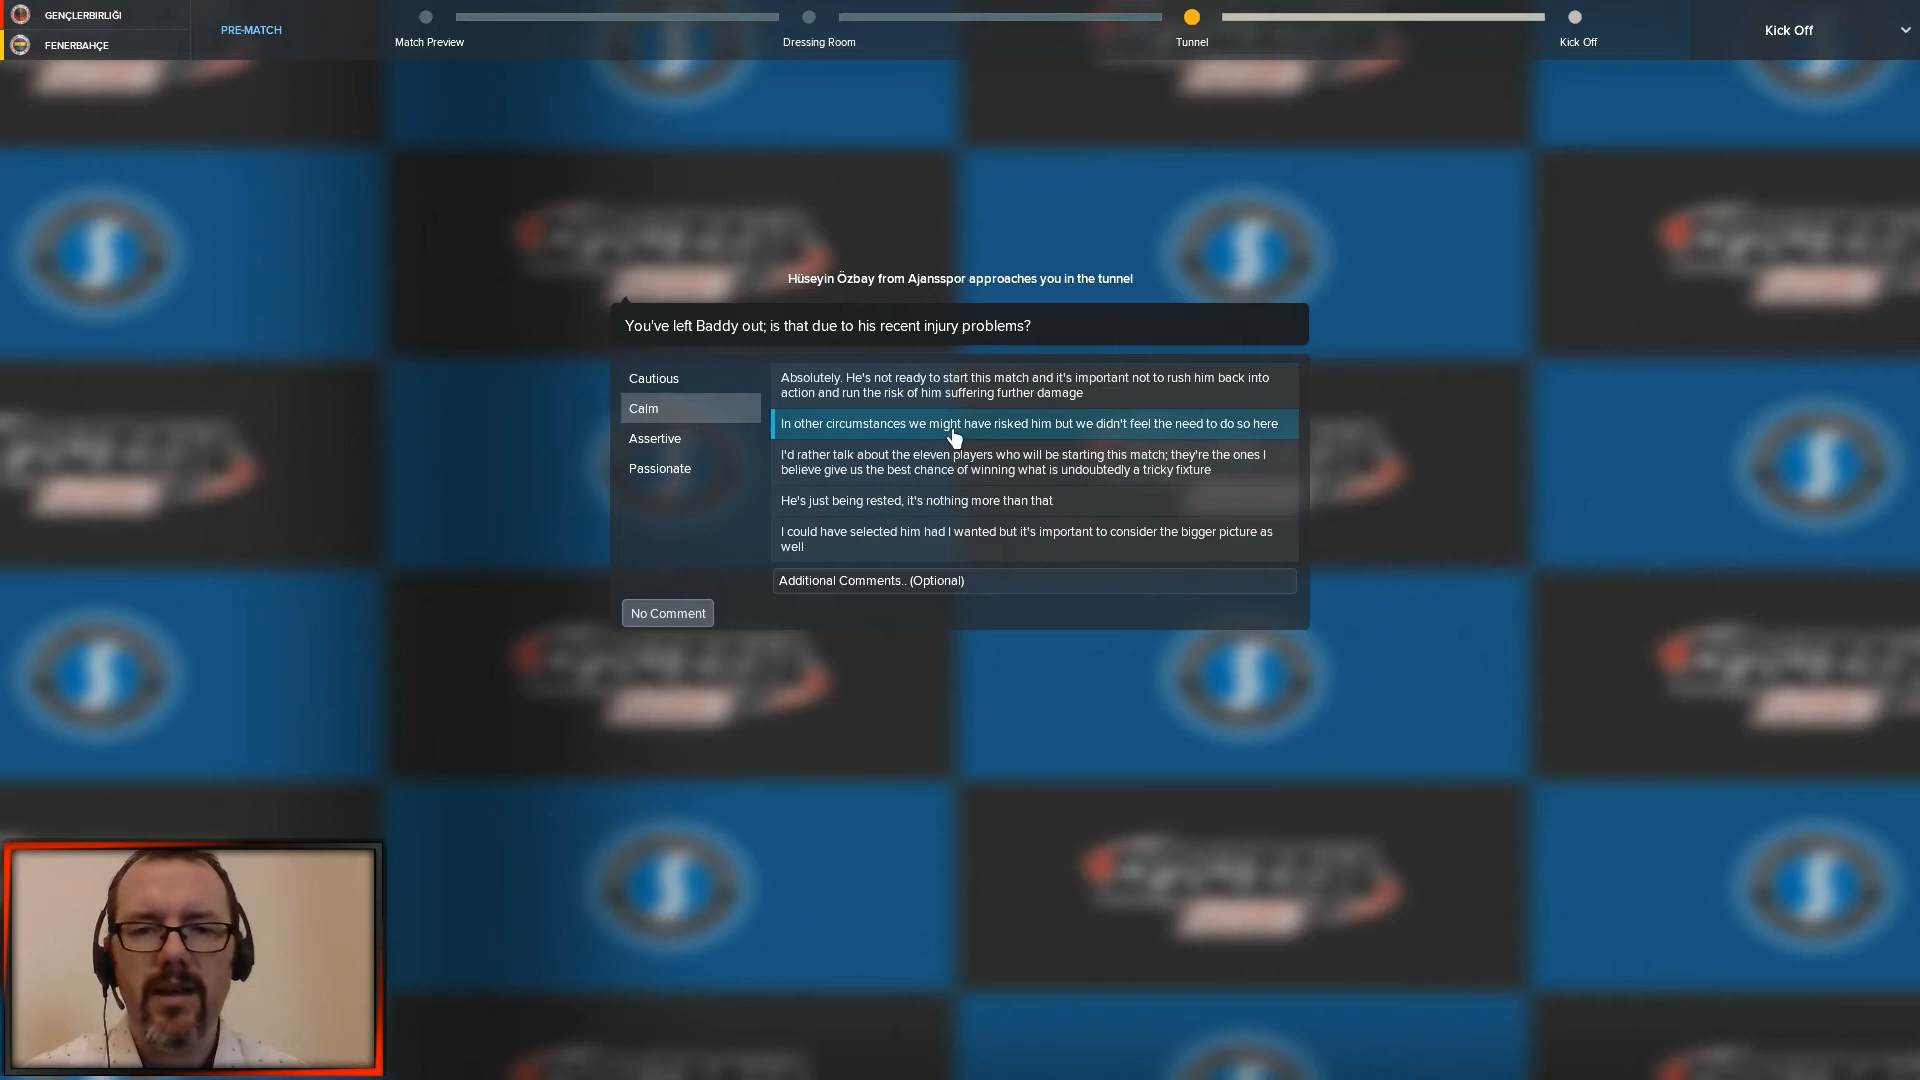 GENÇLERBİRLİĞİ
FENERBAHÇE
PRE-MATCH
Match Preview
Dressing Room
Tunnel
Kick Off
Kick Off
Hüseyin Özbay from Ajansspor approaches you in the tunnel
You've left Baddy out; is that due to his recent injury problems?
Cautious
Calm
Assertive
Passionate
Absolutely. He's not ready to start this match and it's important not to rush him back into
action and run the risk of him suffering further damage
In other circumstances we might have risked him but we didn't feel the need to do so here
I'd rather talk about the eleven players who will be starting this match; they're the ones I
believe give us the best chance of winning what is undoubtedly a tricky fixture
He's just being rested, it's nothing more than that
I could have selected him had I wanted but it's important to consider the bigger picture as
well
Additional Comments.. (Optional)
No Comment